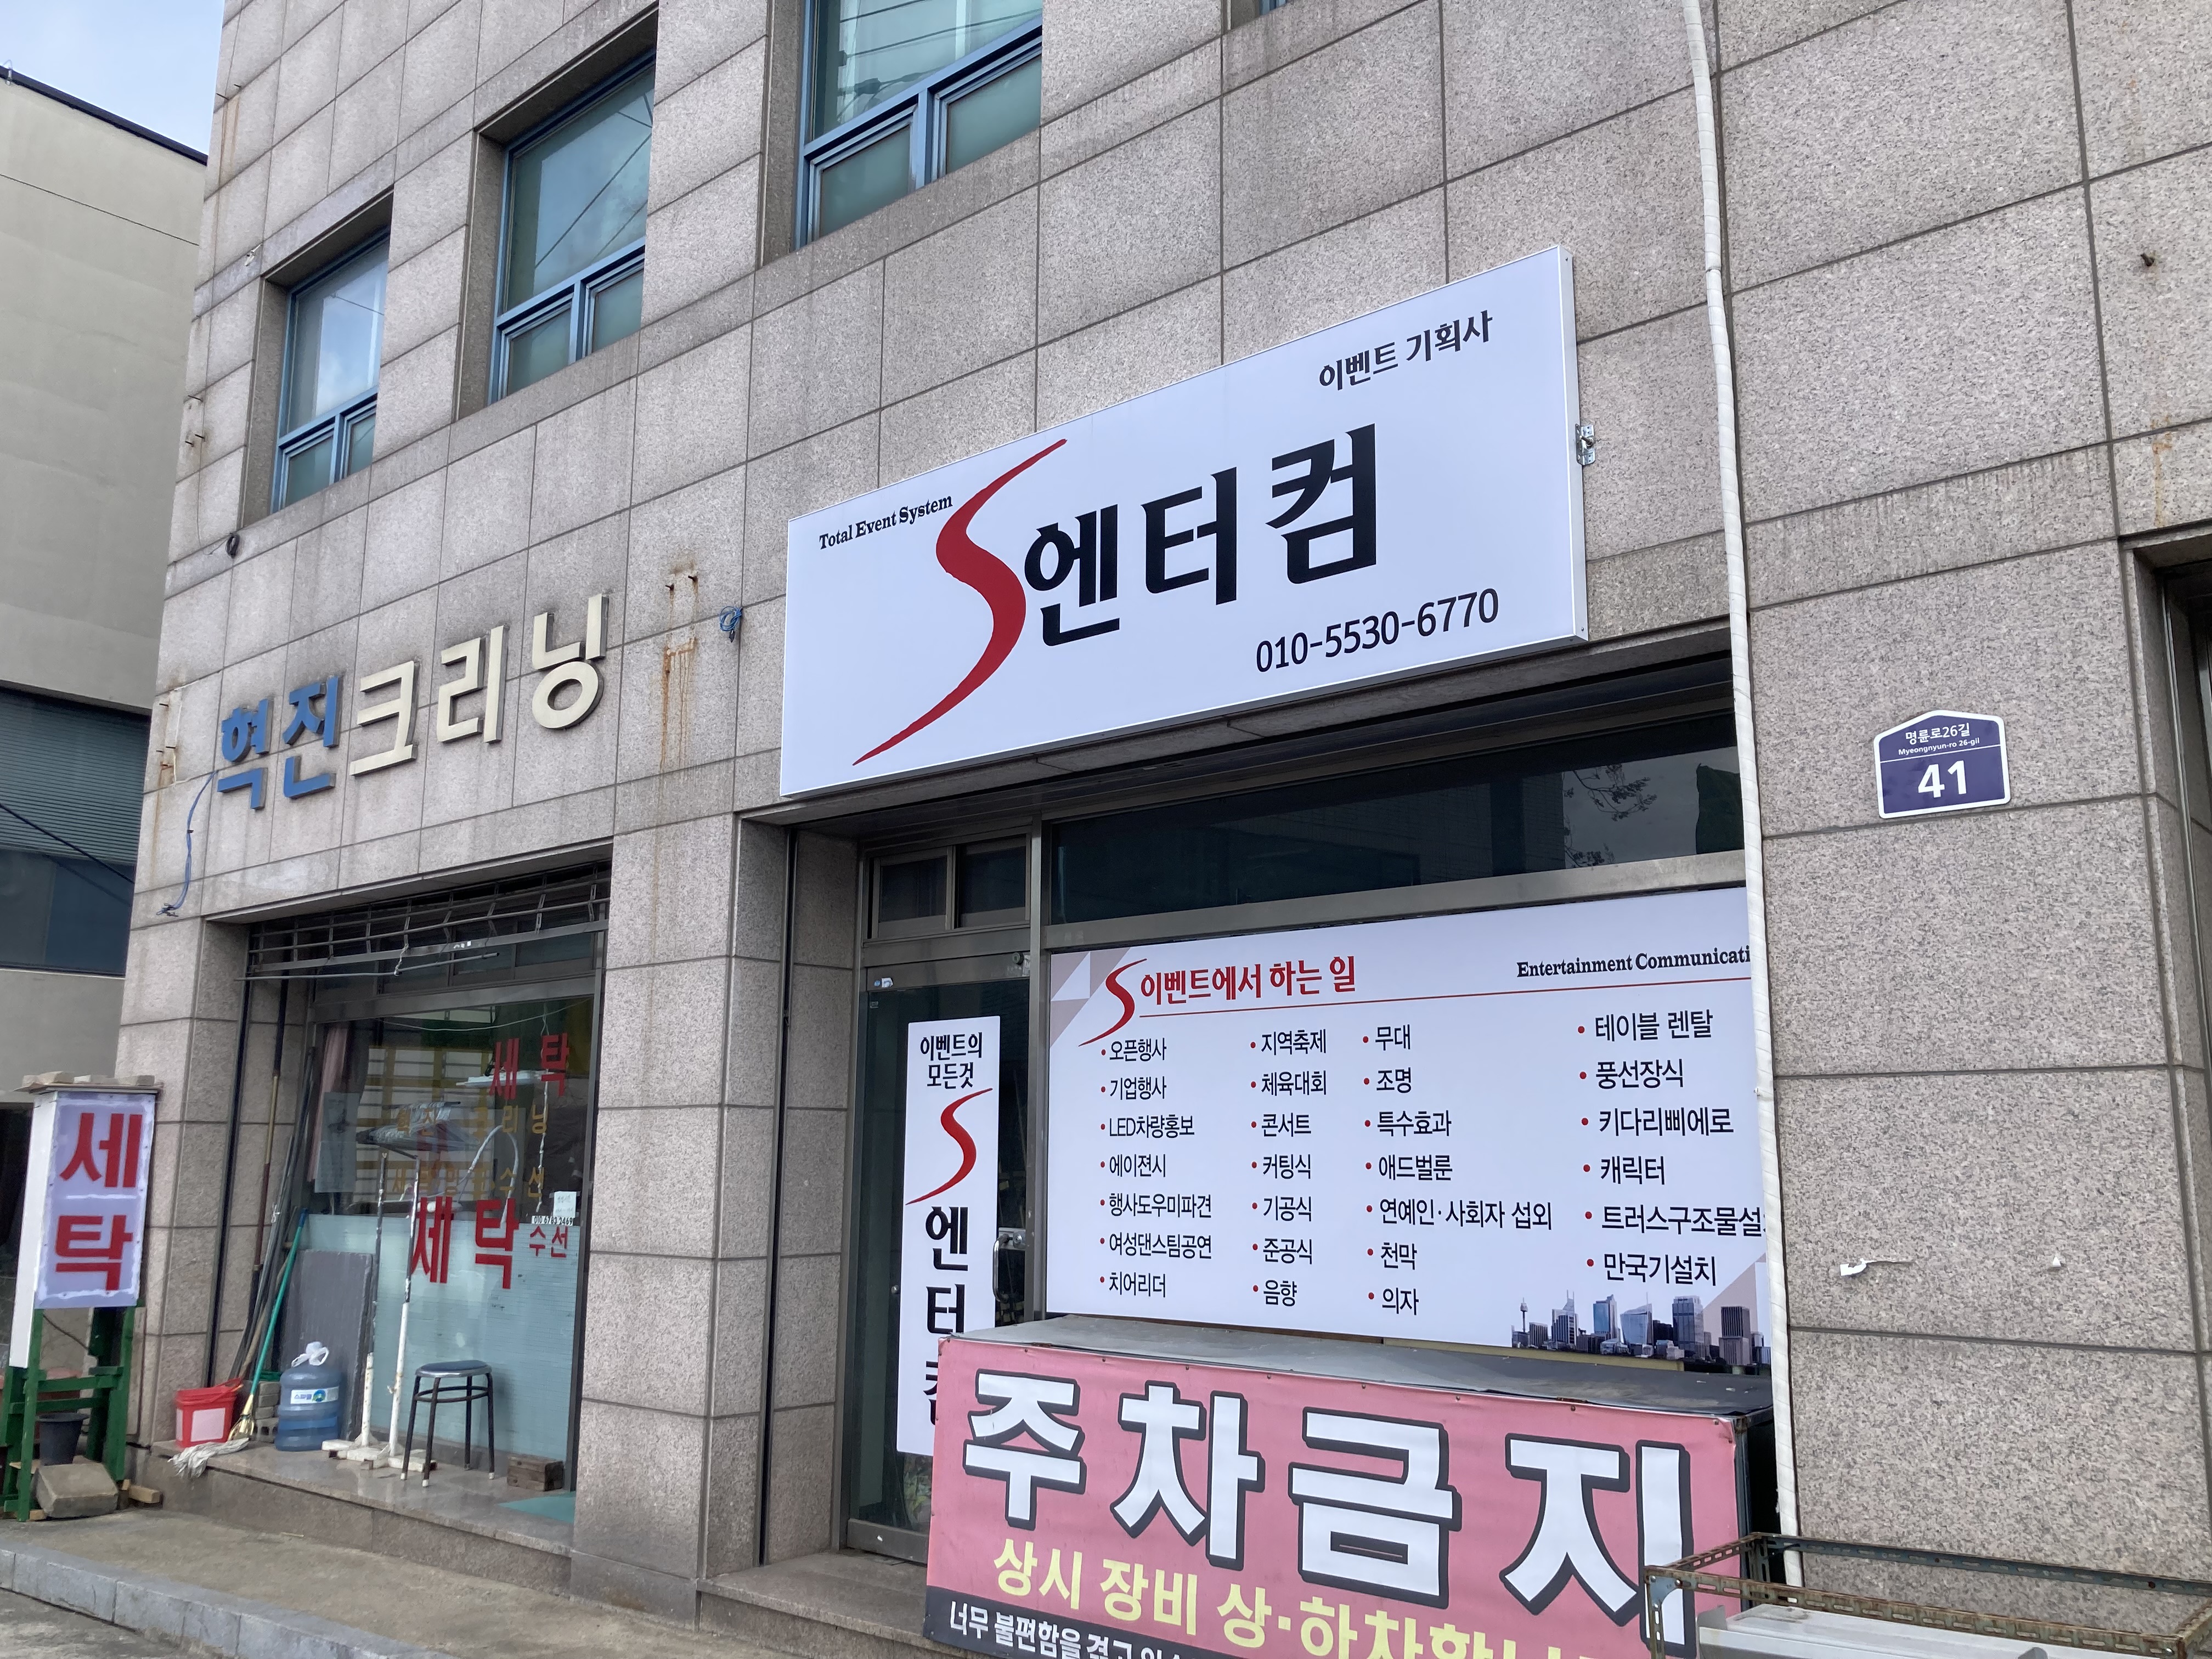 이벤트 기획사
Total Event System
S엔터컴
010-5530-6770
혁진크리닝
명륜로26길
Myeongnyun-ro 26-gil
41
S이벤트에서 하는 일
Entertainment Communicati
• 오픈행사
• 기업행사
• LED차량홍보
• 에이젼시
• 행사도우미파견
• 여성댄스팀공연
• 치어리더
• 지역축제
• 체육대회
• 콘서트
• 커팅식
• 기공식
• 준공식
• 음향
• 무대
• 조명
• 특수효과
• 애드벌룬
• 연예인·사회자 섭외
• 천막
• 의자
• 테이블 렌탈
• 풍선장식
• 키다리삐에로
• 캐릭터
• 트러스구조물설
• 만국기설치
이벤트의
모든것
S
엔
터
세탁
세탁
세탁 수선
주차금지
상시 장비 상·하차합니
너무 불편함을 겪고